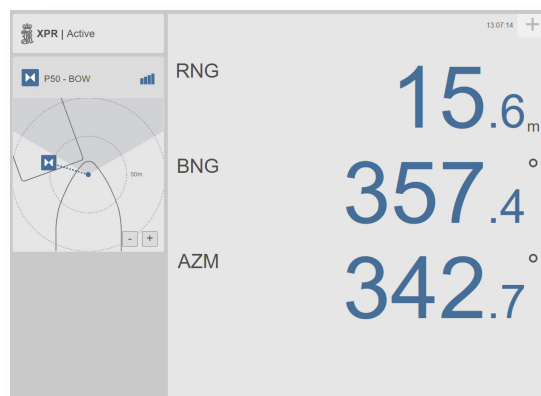 XPR | Active
P50 - BOW
50m
- +
13:07:14 +
RNG
15.6m
BNG
357.4°
AZM
342.7°